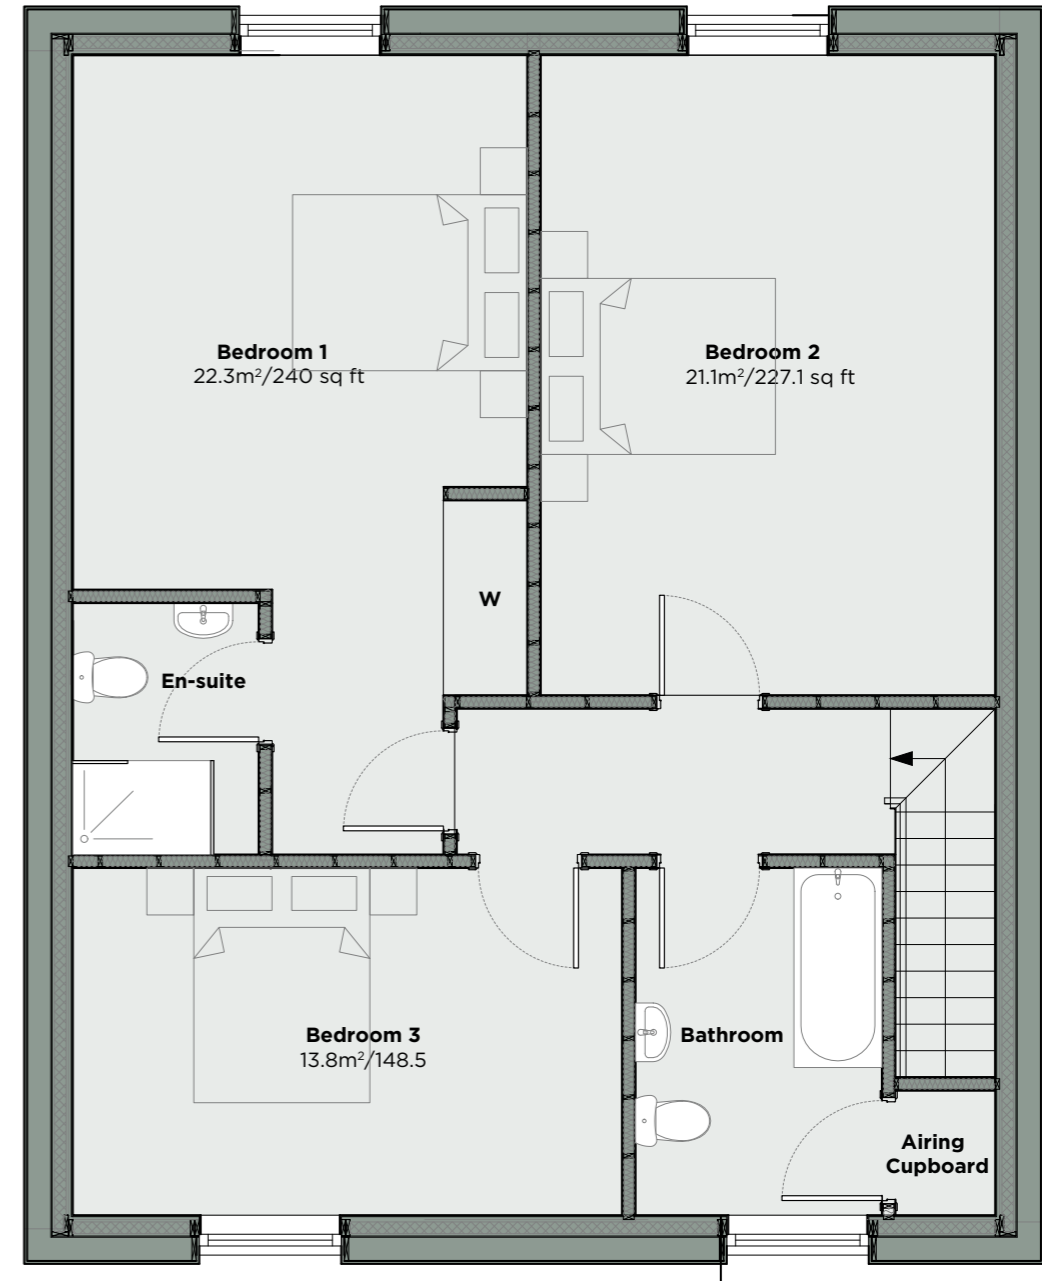 Bedroom 1
22.3m²/240 sq ft
Bedroom 2
21.1m²/227.1 sq ft
W
En-suite
Bedroom 3
13.8m²/148.5
Bathroom
Airing
Cupboard